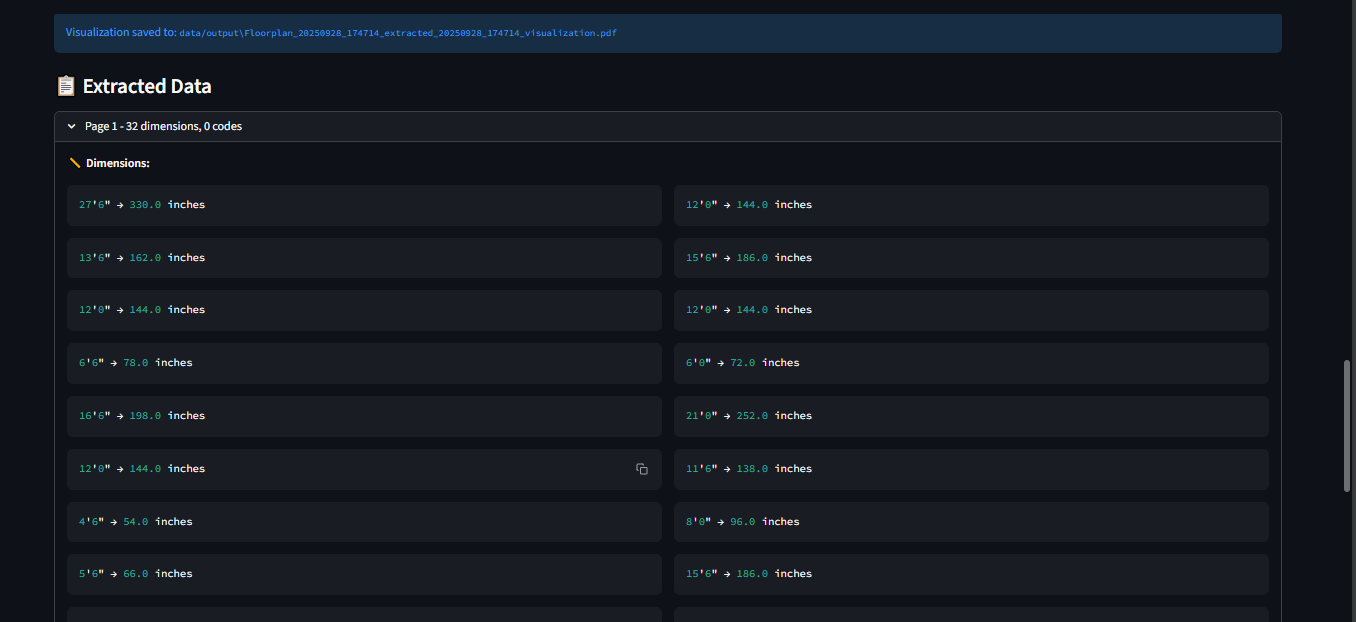 Visualization saved to: data/output\Floorplan_20250928_174714_extracted_20250928_174714_visualization.pdf
Extracted Data
Page 1 - 32 dimensions, 0 codes
Dimensions:
27'6" → 330.0 inches
12'0" → 144.0 inches
13'6" → 162.0 inches
15'6" → 186.0 inches
12'0" → 144.0 inches
12'0" → 144.0 inches
6'6" → 78.0 inches
6'0" → 72.0 inches
16'6" → 198.0 inches
21'0" → 252.0 inches
12'0" → 144.0 inches
11'6" → 138.0 inches
4'6" → 54.0 inches
8'0" → 96.0 inches
5'6" → 66.0 inches
15'6" → 186.0 inches